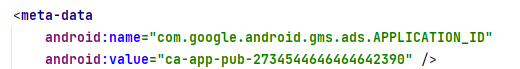 <meta-data
android:name="com.google.android.gms.ads.APPLICATION_ID"
android:value="ca-app-pub-2734544646464642390" />